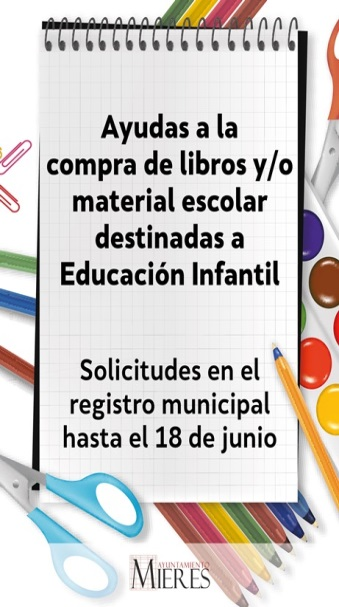 Ayudas a la
compra de libros y/o
material escolar
destinadas a
Educación Infantil
Solicitudes en el
registro municipal
hasta el 18 de junio
AYUNTAMIENTO
MIERES